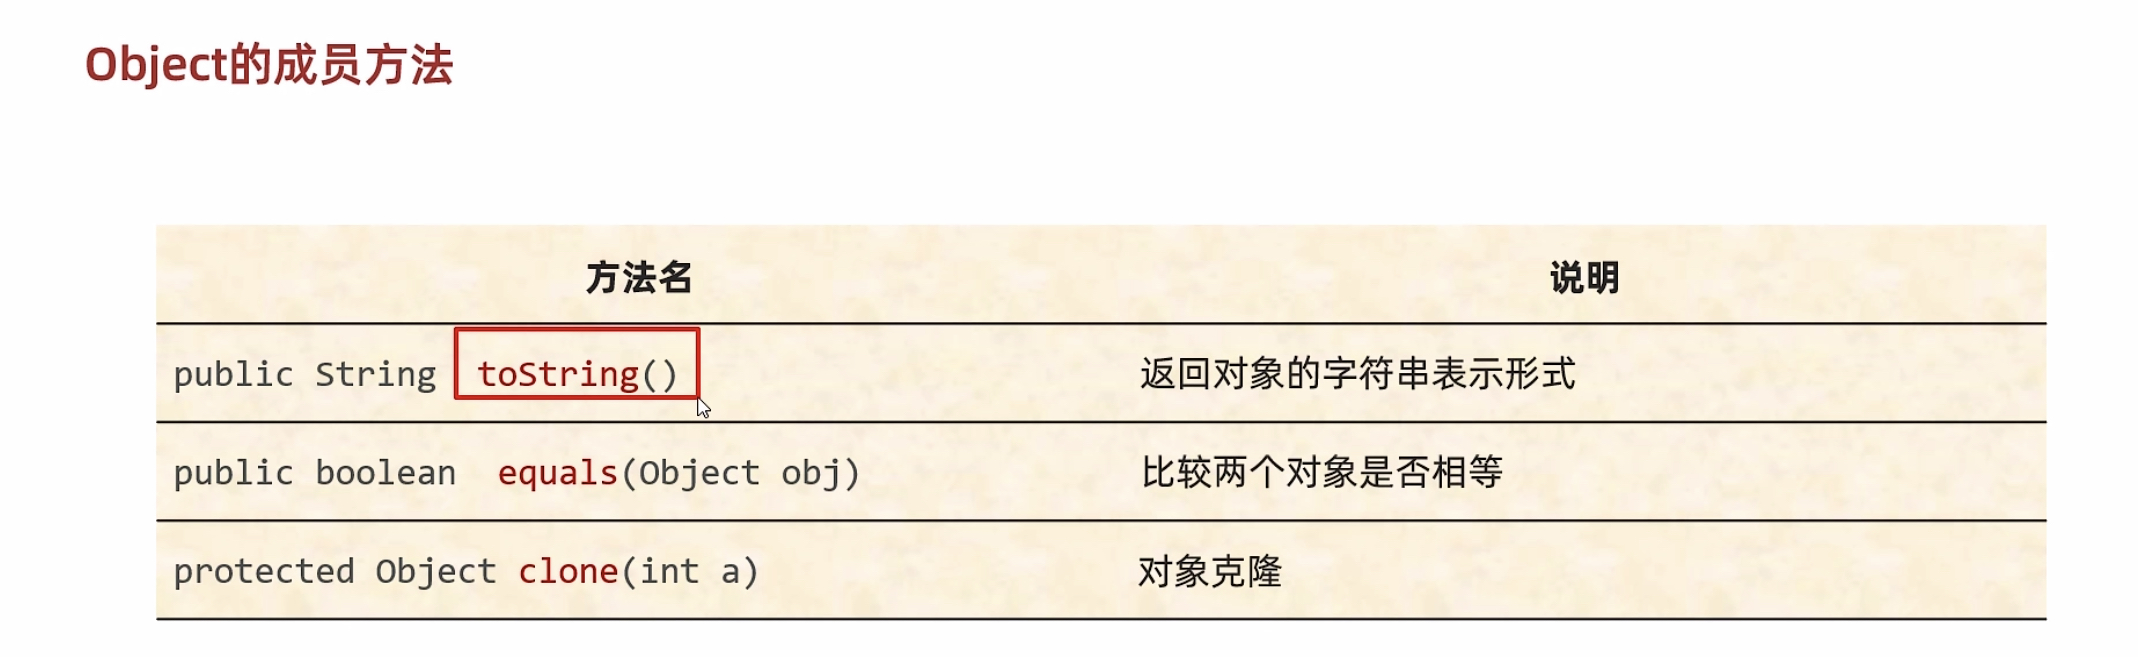 Object的成员方法
方法名 说明
public String toString() 返回对象的字符串表示形式
public boolean equals(Object obj) 比较两个对象是否相等
protected Object clone(int a) 对象克隆